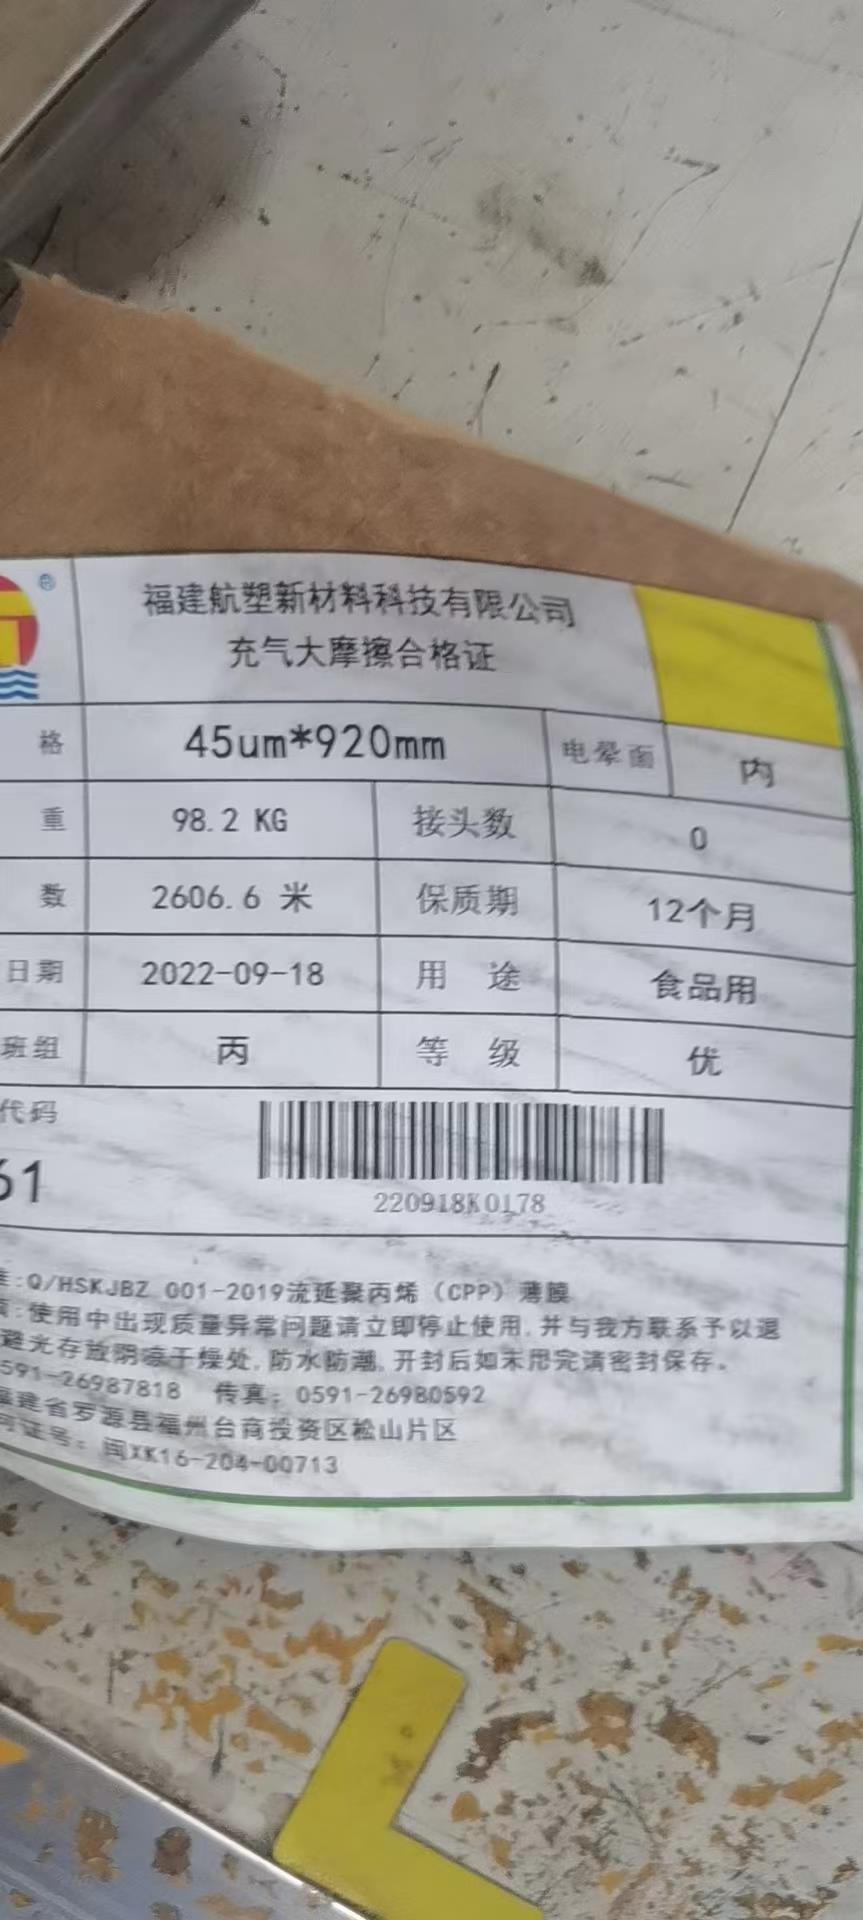 ®
福建航塑新材料科技有限公司
充气大摩擦合格证
格 45um*920mm 电晕面 内
重 98.2 KG 接头数 0
数 2606.6 米 保质期 12个月
日期 2022-09-18 用 途 食品用
班组 丙 等 级 优
代码
61
220918K0178
:Q/HSKJBZ 001-2019流延聚丙烯（CPP）薄膜
:使用中出现质量异常问题请立即停止使用,并与我方联系予以退
避光存放阴凉干燥处,防水防潮,开封后如未用完请密封保存。
591-26987818 传真：0591-26980592
福建省罗源县福州台商投资区松山片区
可证号：闽XK16-204-00713